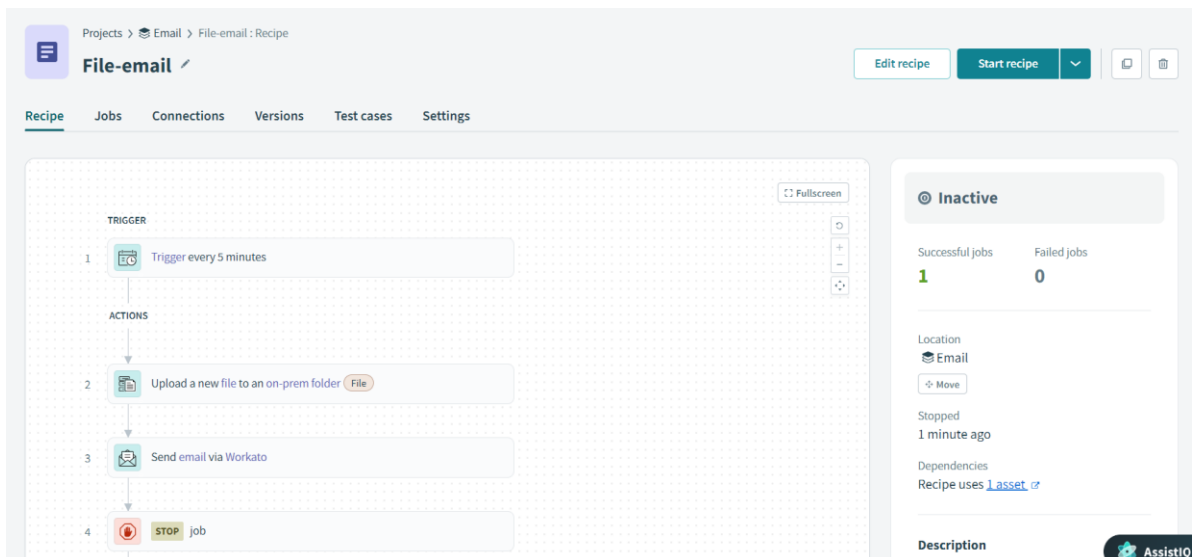 Projects > Email > File-email : Recipe
File-email
Edit recipe
Start recipe
Recipe
Jobs
Connections
Versions
Test cases
Settings
Fullscreen
TRIGGER
1 Trigger every 5 minutes
ACTIONS
2 Upload a new file to an on-prem folder File
3 Send email via Workato
4 STOP job
Inactive
Successful jobs
1
Failed jobs
0
Location
Email
Move
Stopped
1 minute ago
Dependencies
Recipe uses 1 asset
Description
AssistIO